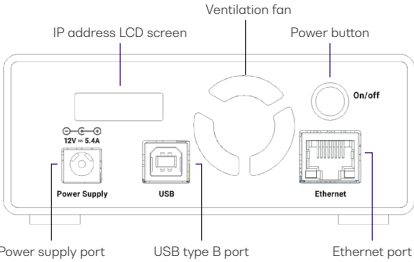 Ventilation fan
IP address LCD screen
Power button
On/off
12V ⎓ 5.4A
Power Supply
USB
Ethernet
Power supply port
USB type B port
Ethernet port